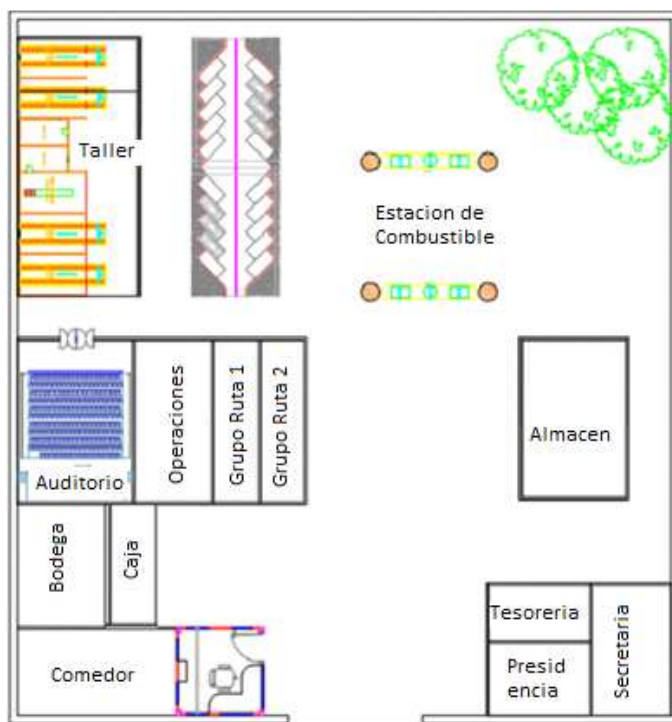 Taller
Estacion de
Combustible
Operaciones
Grupo Ruta 1
Grupo Ruta 2
Almacen
Auditorio
Bodega
Caja
Tesoreria
Secretaria
Comedor
Presid
encia